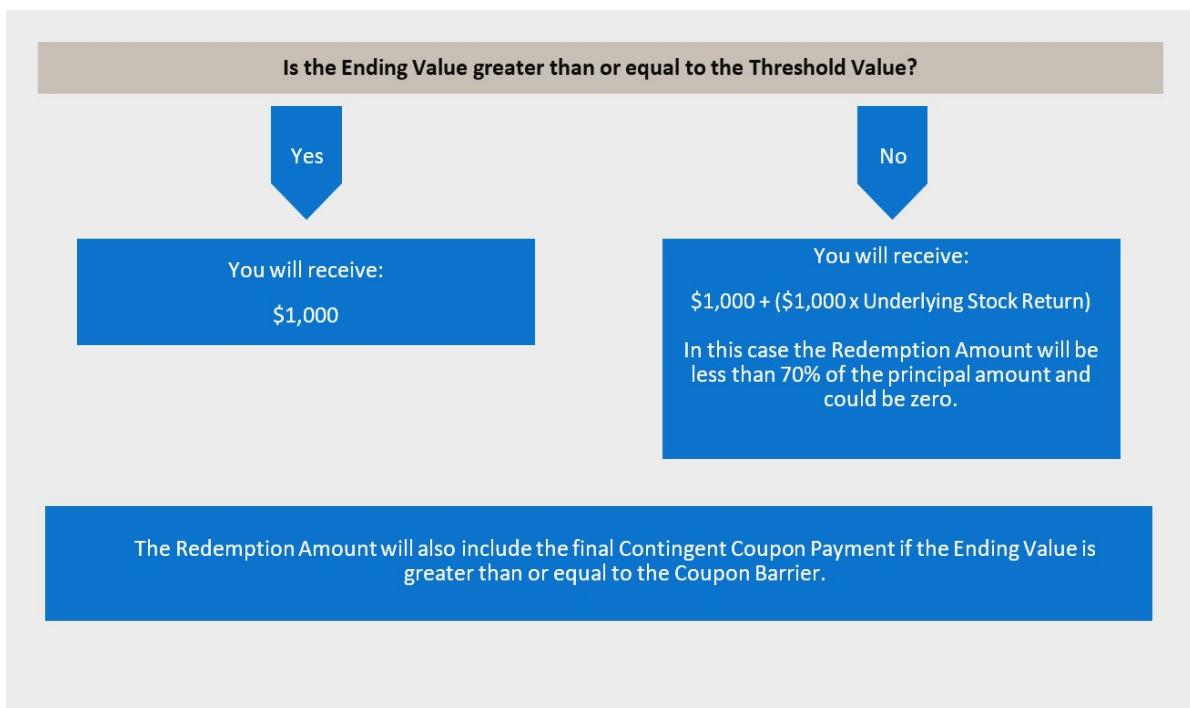 Is the Ending Value greater than or equal to the Threshold Value?
Yes
No
You will receive:
$1,000
You will receive:
$1,000 + ($1,000 x Underlying Stock Return)
In this case the Redemption Amount will be
less than 70% of the principal amount and
could be zero.
The Redemption Amount will also include the final Contingent Coupon Payment if the Ending Value is
greater than or equal to the Coupon Barrier.